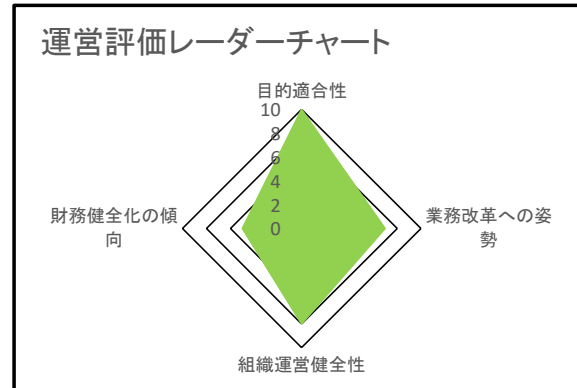 運営評価レーダーチャート
目的適合性
10
8
6
4
2
0
業務改革への姿
勢
組織運営健全性
財務健全化の傾
向